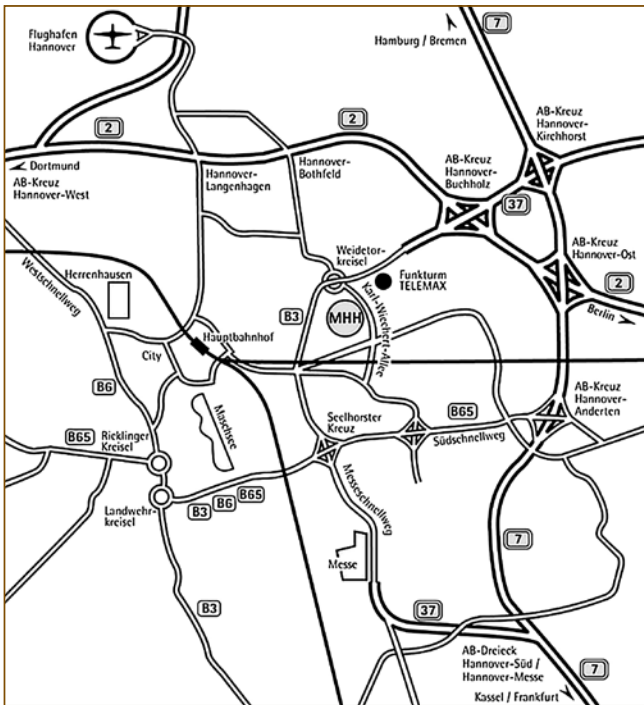 Flughafen
Hannover
7
Hamburg / Bremen
2
2
AB-Kreuz
Hannover-
Kirchhorst
Dortmund
AB-Kreuz
Hannover-West
Hannover-
Langenhagen
Hannover-
Bothfeld
AB-Kreuz
Hannover-
Buchholz
37
Weidetor-
kreisel
AB-Kreuz
Hannover-Ost
Westschnellweg
Herrenhausen
Funkturm
TELEMAX
2
Berlin
B3
MHH
Karl-Wiechert-Allee
Hauptbahnhof
City
B6
AB-Kreuz
Hannover-
Anderten
Maschsee
Seelhorster
Kreuz
B65
B65
Ricklinger
Kreisel
Südschnellweg
Landwehr-
kreisel
B3
B6
B65
Messeschnellweg
7
Messe
B3
37
AB-Dreieck
Hannover-Süd /
Hannover-Messe
7
Kassel / Frankfurt